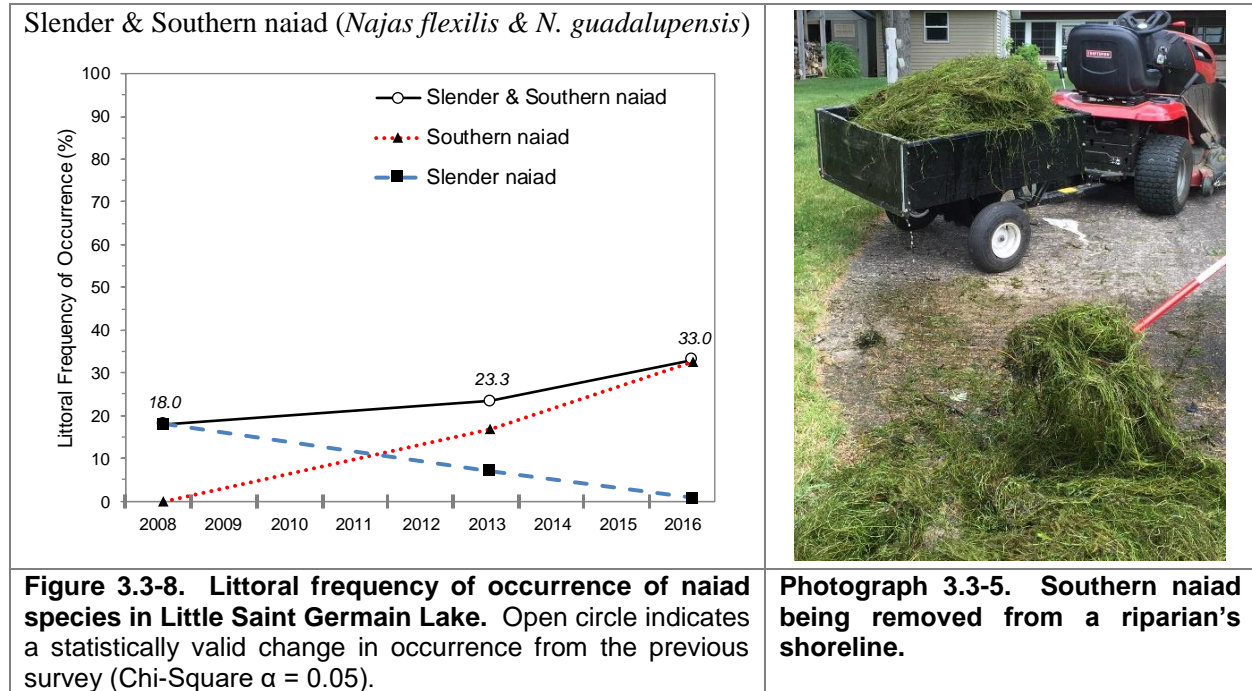 Slender & Southern naiad (Najas flexilis & N. guadalupensis)
100
90
80
70
60
50
40
30
20
10
0
Littoral Frequency of Occurrence (%)
Slender & Southern naiad
Southern naiad
Slender naiad
18.0
23.3
33.0
2008 2009 2010 2011 2012 2013 2014 2015 2016
CRAFTSMAN
Figure 3.3-8. Littoral frequency of occurrence of naiad
species in Little Saint Germain Lake. Open circle indicates
a statistically valid change in occurrence from the previous
survey (Chi-Square α = 0.05).
Photograph 3.3-5. Southern naiad
being removed from a riparian's
shoreline.